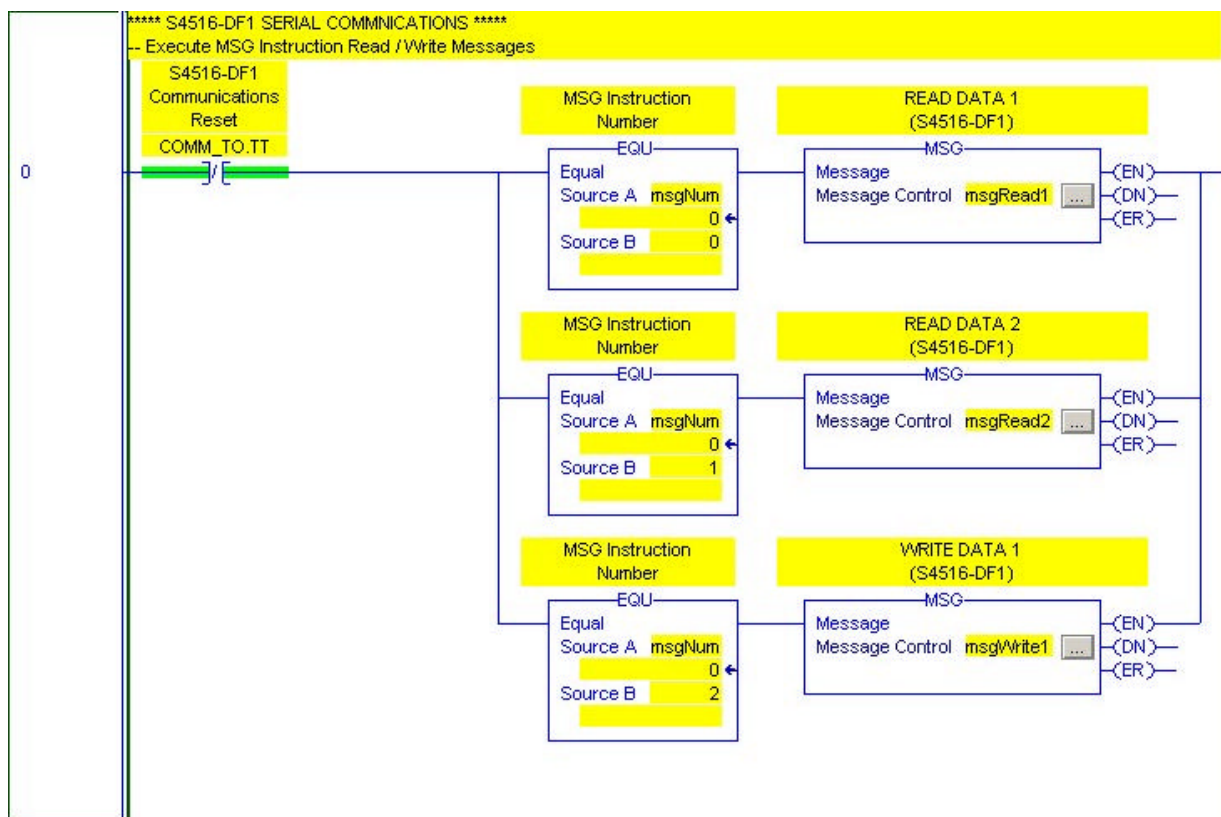 ***** S4516-DF1 SERIAL COMMNICATIONS *****
-- Execute MSG Instruction Read / Write Messages
S4516-DF1
Communications
Reset
COMM_TO.TT
0
MSG Instruction
Number
EQU
Equal
Source A msgNum
0
Source B 0
READ DATA 1
(S4516-DF1)
MSG
Message
Message Control msgRead1 ...
(EN)
(DN)
(ER)
MSG Instruction
Number
EQU
Equal
Source A msgNum
0
Source B 1
READ DATA 2
(S4516-DF1)
MSG
Message
Message Control msgRead2 ...
(EN)
(DN)
(ER)
MSG Instruction
Number
EQU
Equal
Source A msgNum
0
Source B 2
WRITE DATA 1
(S4516-DF1)
MSG
Message
Message Control msgWrite1 ...
(EN)
(DN)
(ER)